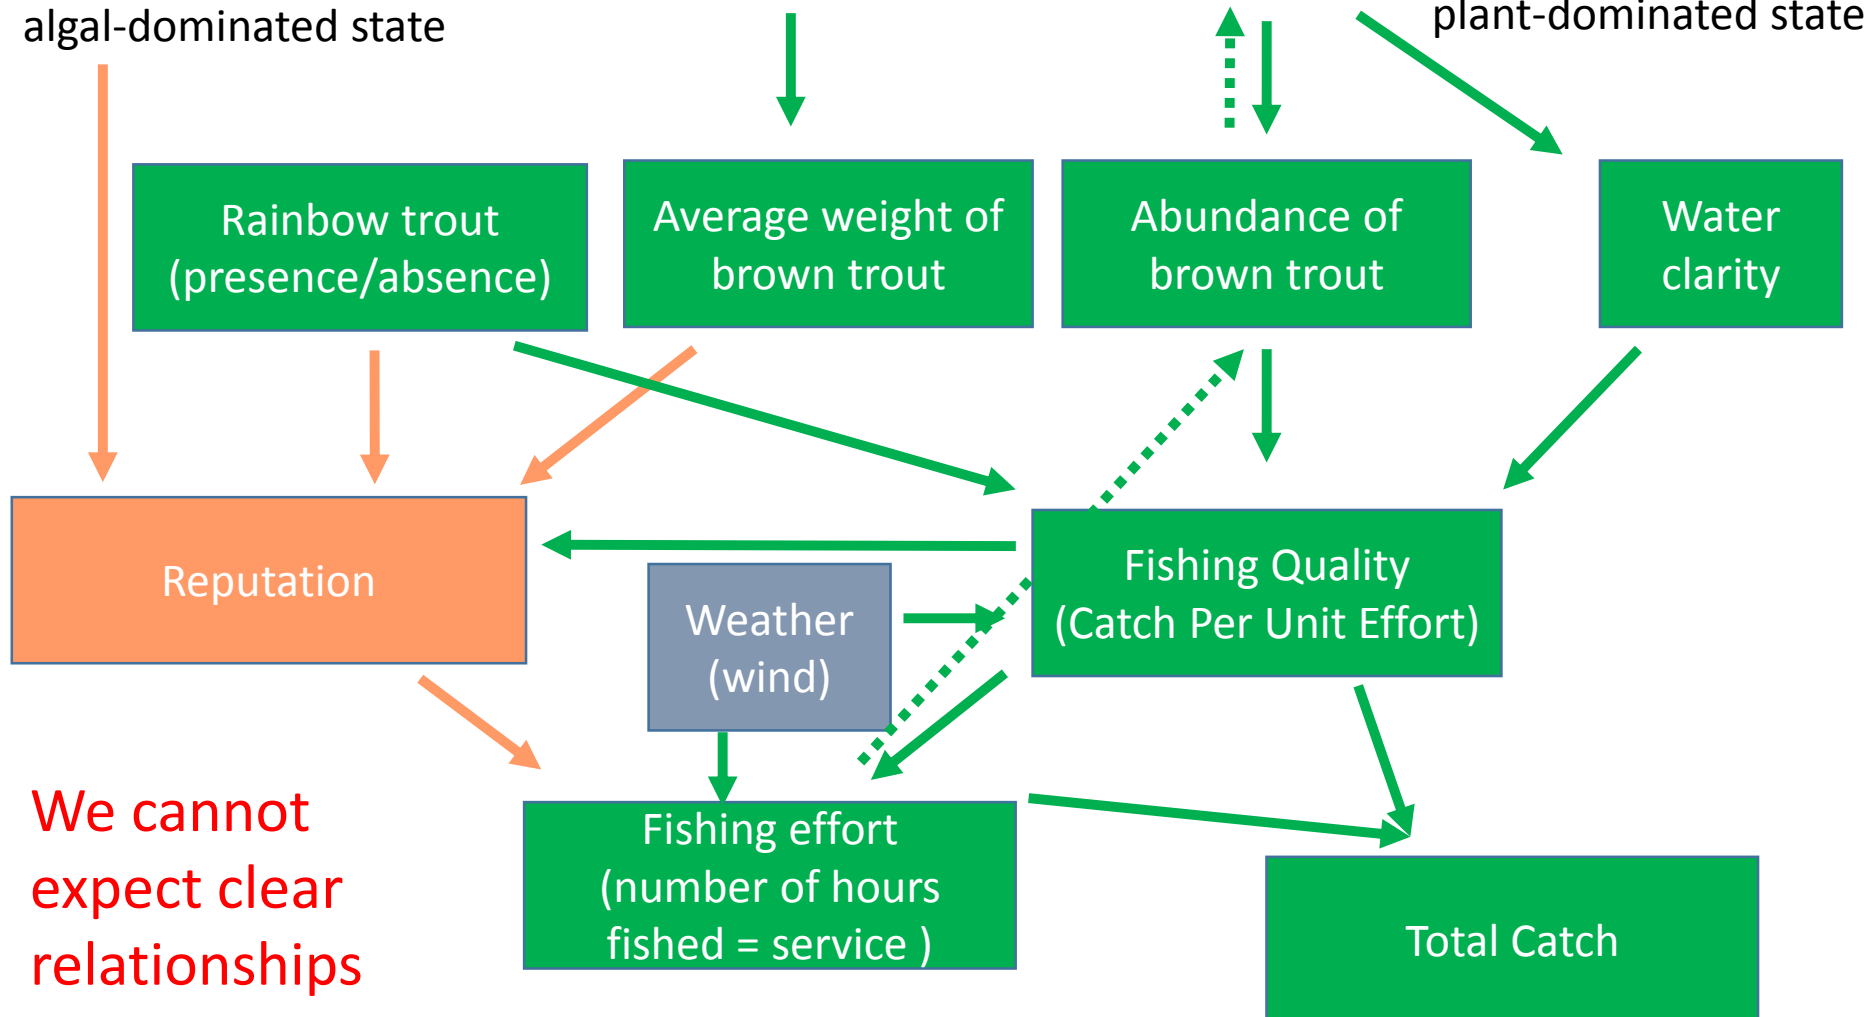 algal-dominated state
plant-dominated state
Rainbow trout
(presence/absence)
Average weight of
brown trout
Abundance of
brown trout
Water
clarity
Reputation
Weather
(wind)
Fishing Quality
(Catch Per Unit Effort)
We cannot
expect clear
relationships
Fishing effort
(number of hours
fished = service )
Total Catch